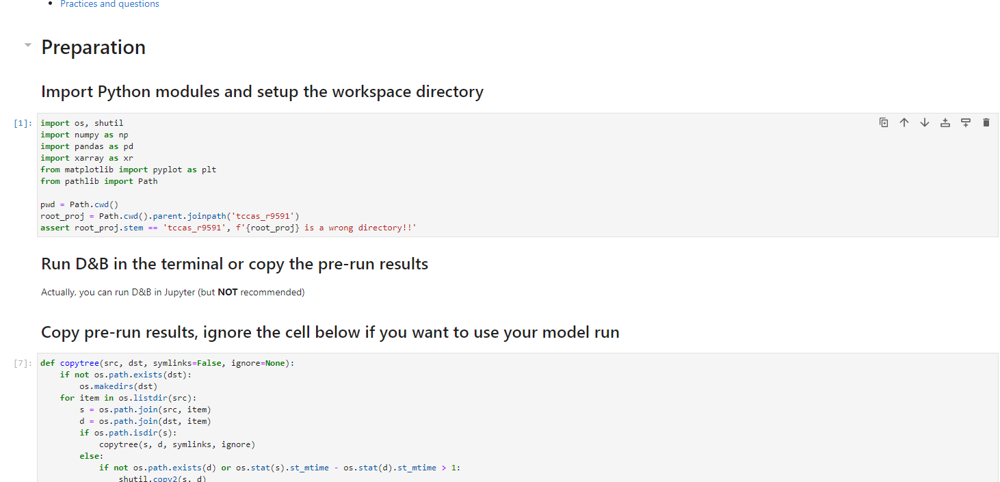 Practices and questions
Preparation
Import Python modules and setup the workspace directory
[1]:
import os, shutil
import numpy as np
import pandas as pd
import xarray as xr
from matplotlib import pyplot as plt
from pathlib import Path
pwd = Path.cwd()
root_proj = Path.cwd().parent.joinpath('tccas_r9591')
assert root_proj.stem == 'tccas_r9591', f'{root_proj} is a wrong directory!!'
Run D&B in the terminal or copy the pre-run results
Actually, you can run D&B in Jupyter (but NOT recommended)
Copy pre-run results, ignore the cell below if you want to use your model run
[7]:
def copytree(src, dst, symlinks=False, ignore=None):
    if not os.path.exists(dst):
        os.makedirs(dst)
    for item in os.listdir(src):
        s = os.path.join(src, item)
        d = os.path.join(dst, item)
        if os.path.isdir(s):
            copytree(s, d, symlinks, ignore)
        else:
            if not os.path.exists(d) or os.stat(s).st_mtime - os.stat(d).st_mtime > 1:
                shutil.copy2(s, d)